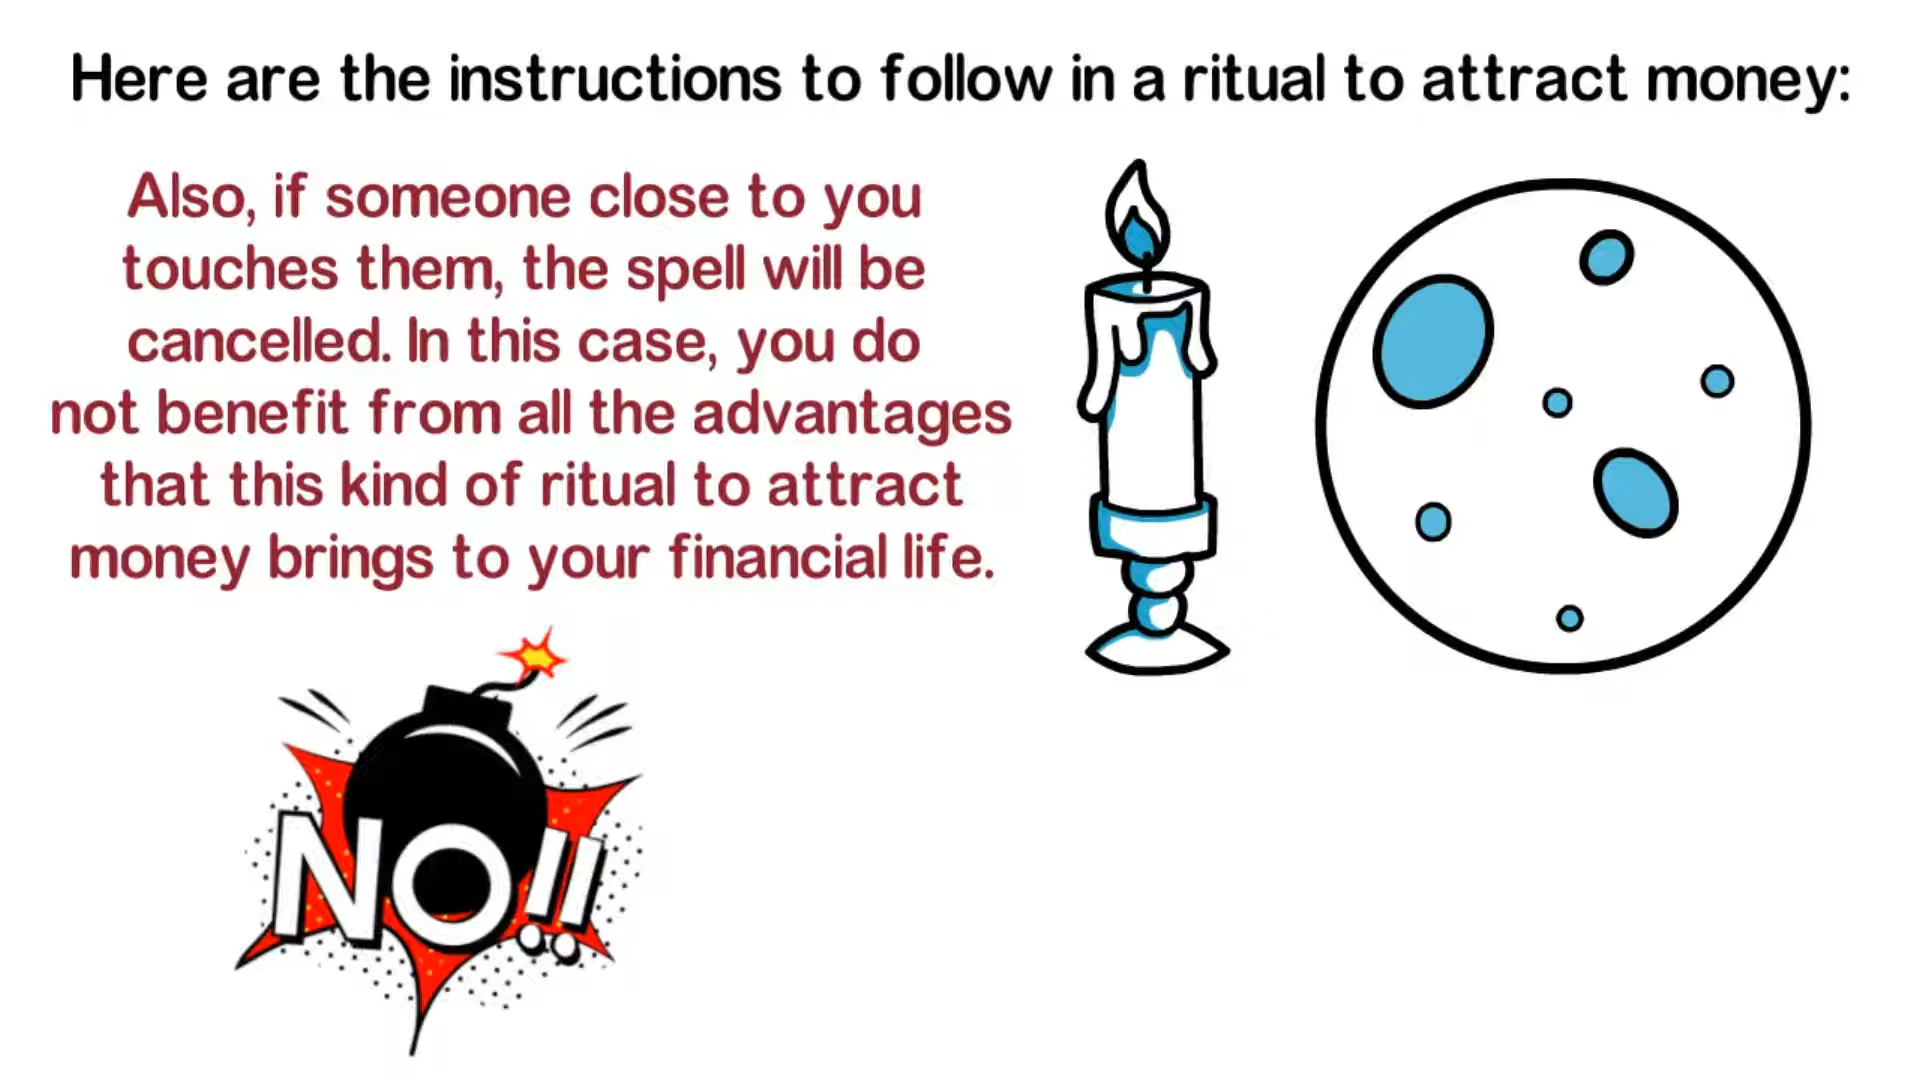 Here are the instructions to follow in a ritual to attract money:
Also, if someone close to you
touches them, the spell will be
cancelled. In this case, you do
not benefit from all the advantages
that this kind of ritual to attract
money brings to your financial life.
NO!!